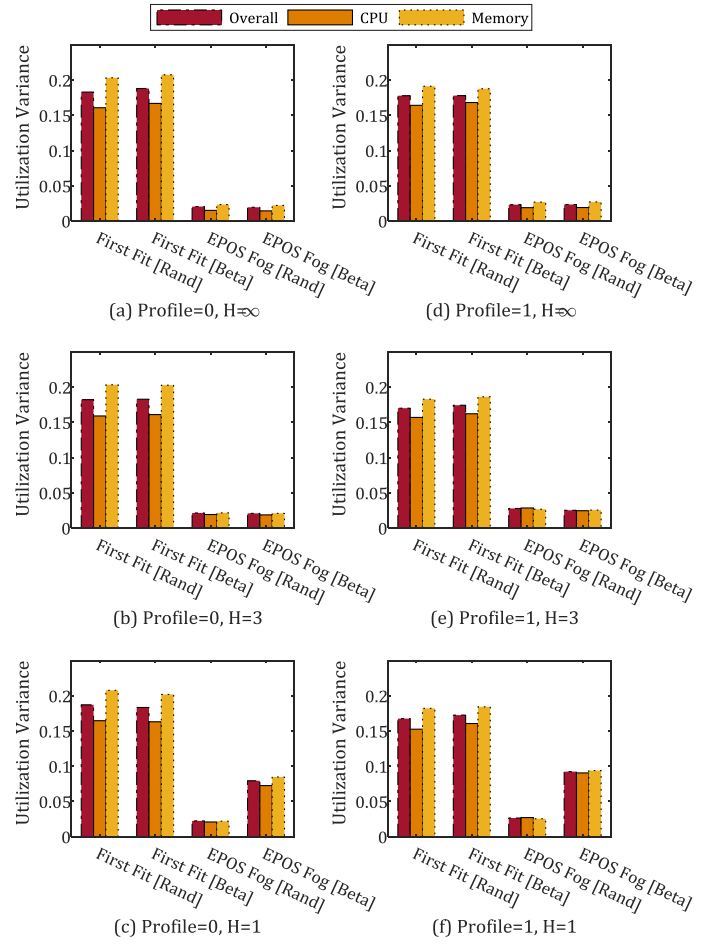 Overall CPU Memory
Utilization Variance
0.2
0.15
0.1
0.05
0
First Fit [Rand]
First Fit [Beta]
EPOS Fog [Rand]
EPOS Fog [Beta]
(a) Profile=0, H=∞
Utilization Variance
0.2
0.15
0.1
0.05
0
First Fit [Rand]
First Fit [Beta]
EPOS Fog [Rand]
EPOS Fog [Beta]
(d) Profile=1, H=∞
Utilization Variance
0.2
0.15
0.1
0.05
0
First Fit [Rand]
First Fit [Beta]
EPOS Fog [Rand]
EPOS Fog [Beta]
(b) Profile=0, H=3
Utilization Variance
0.2
0.15
0.1
0.05
0
First Fit [Rand]
First Fit [Beta]
EPOS Fog [Rand]
EPOS Fog [Beta]
(e) Profile=1, H=3
Utilization Variance
0.2
0.15
0.1
0.05
0
First Fit [Rand]
First Fit [Beta]
EPOS Fog [Rand]
EPOS Fog [Beta]
(c) Profile=0, H=1
Utilization Variance
0.2
0.15
0.1
0.05
0
First Fit [Rand]
First Fit [Beta]
EPOS Fog [Rand]
EPOS Fog [Beta]
(f) Profile=1, H=1